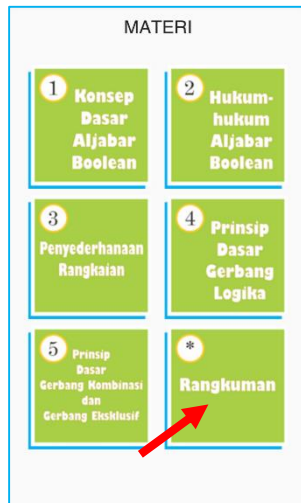 MATERI
1
Konsep
Dasar
Aljabar
Boolean
2
Hukum-
hukum
Aljabar
Boolean
3
Penyederhanaan
Rangkaian
4
Prinsip
Dasar
Gerbang
Logika
5 Prinsip
Dasar
Gerbang Kombinasi
dan
Gerbang Eksklusif
*
Rangkuman